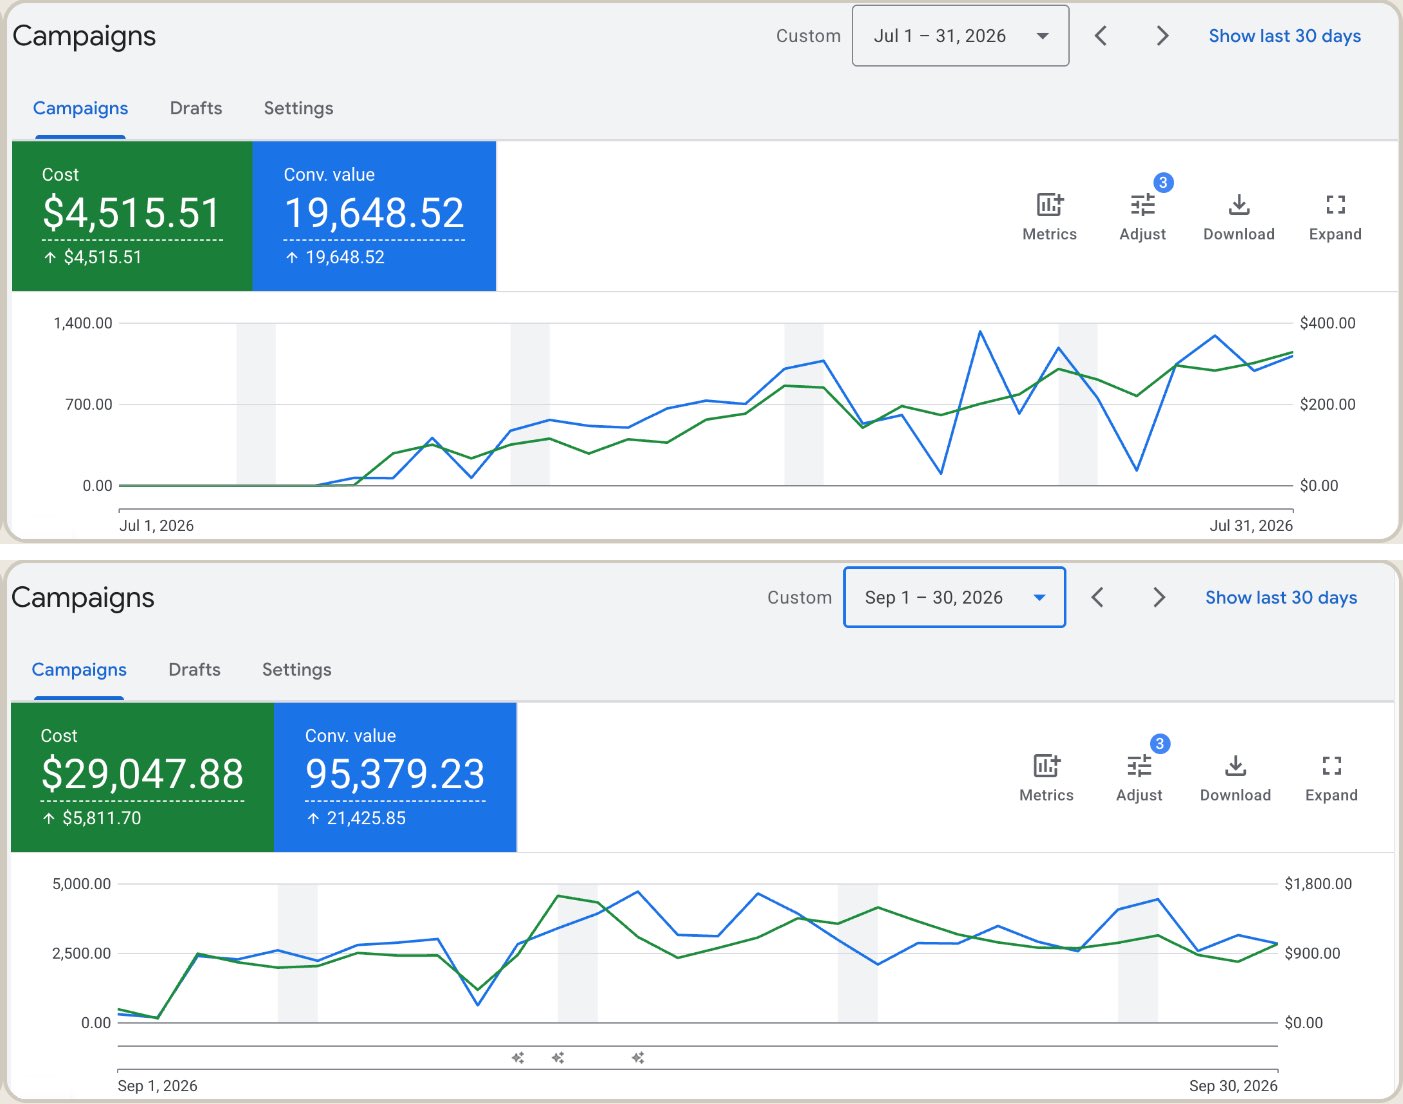 Campaigns
Custom Jul 1 – 31, 2026 Show last 30 days
Campaigns Drafts Settings
Cost Conv. value
$4,515.51 19,648.52
↑ $4,515.51 ↑ 19,648.52
3
Metrics Adjust Download Expand
1,400.00 $400.00
700.00 $200.00
0.00 $0.00
Jul 1, 2026 Jul 31, 2026
Campaigns
Custom Sep 1 – 30, 2026 Show last 30 days
Campaigns Drafts Settings
Cost Conv. value
$29,047.88 95,379.23
↑ $5,811.70 ↑ 21,425.85
3
Metrics Adjust Download Expand
5,000.00 $1,800.00
2,500.00 $900.00
0.00 $0.00
Sep 1, 2026 Sep 30, 2026